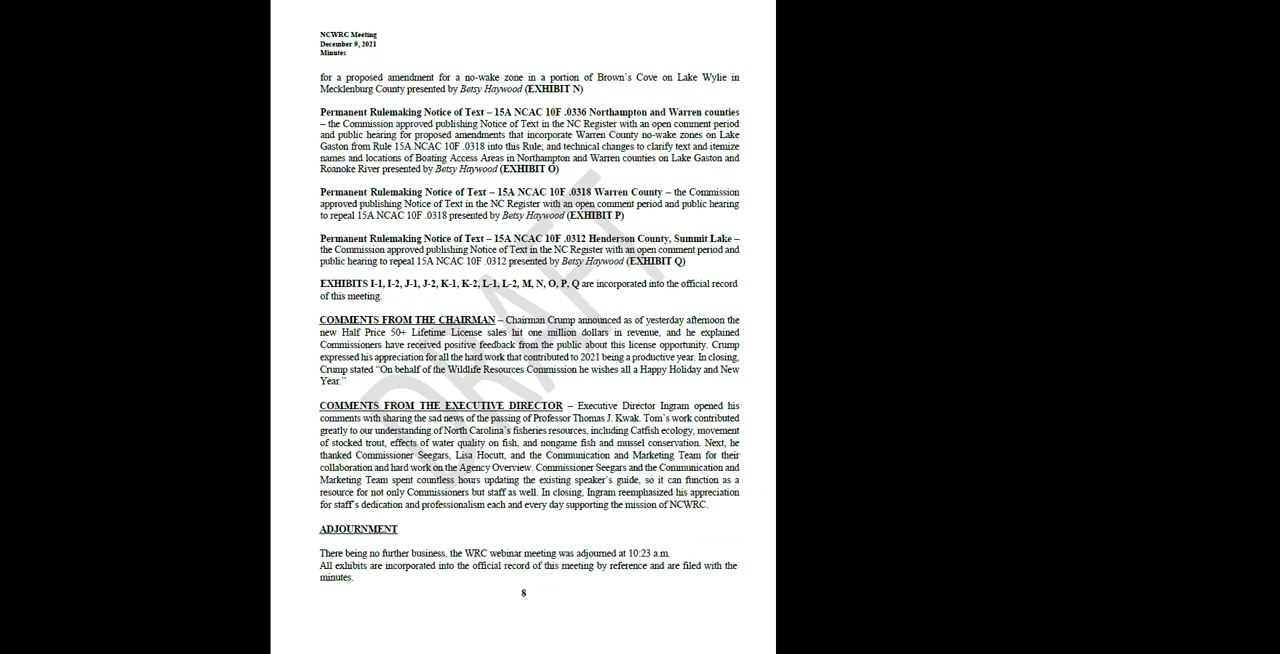 NCWRC Meeting
December 9, 2021
Minutes
for a proposed amendment for a no-wake zone in a portion of Brown's Cove on Lake Wylie in
Mecklenburg County presented by Betsy Haywood (EXHIBIT N)
Permanent Rulemaking Notice of Text – 15A NCAC 10F .0336 Northampton and Warren counties
– the Commission approved publishing Notice of Text in the NC Register with an open comment period
and public hearing for proposed amendments that incorporate Warren County no-wake zones on Lake
Gaston from Rule 15A NCAC 10F .0318 into this Rule; and technical changes to clarify text and itemize
names and locations of Boating Access Areas in Northampton and Warren counties on Lake Gaston and
Roanoke River presented by Betsy Haywood (EXHIBIT O)
Permanent Rulemaking Notice of Text – 15A NCAC 10F .0318 Warren County – the Commission
approved publishing Notice of Text in the NC Register with an open comment period and public hearing
to repeal 15A NCAC 10F .0318 presented by Betsy Haywood (EXHIBIT P)
Permanent Rulemaking Notice of Text – 15A NCAC 10F .0312 Henderson County, Summit Lake –
the Commission approved publishing Notice of Text in the NC Register with an open comment period and
public hearing to repeal 15A NCAC 10F .0312 presented by Betsy Haywood (EXHIBIT Q)
EXHIBITS I-1, I-2, J-1, J-2, K-1, K-2, L-1, L-2, M, N, O, P, Q are incorporated into the official record
of this meeting.
COMMENTS FROM THE CHAIRMAN – Chairman Crump announced as of yesterday afternoon the
new Half Price 50+ Lifetime License sales hit one million dollars in revenue, and he explained
Commissioners have received positive feedback from the public about this license opportunity. Crump
expressed his appreciation for all the hard work that contributed to 2021 being a productive year. In closing,
Crump stated "On behalf of the Wildlife Resources Commission he wishes all a Happy Holiday and New
Year."
COMMENTS FROM THE EXECUTIVE DIRECTOR – Executive Director Ingram opened his
comments with sharing the sad news of the passing of Professor Thomas J. Kwak. Tom's work contributed
greatly to our understanding of North Carolina's fisheries resources, including Catfish ecology, movement
of stocked trout, effects of water quality on fish, and nongame fish and mussel conservation. Next, he
thanked Commissioner Seegars, Lisa Hocutt, and the Communication and Marketing Team for their
collaboration and hard work on the Agency Overview. Commissioner Seegars and the Communication and
Marketing Team spent countless hours updating the existing speaker's guide, so it can function as a
resource for not only Commissioners but staff as well. In closing, Ingram reemphasized his appreciation
for staff's dedication and professionalism each and every day supporting the mission of NCWRC.
ADJOURNMENT
There being no further business, the WRC webinar meeting was adjourned at 10:23 a.m.
All exhibits are incorporated into the official record of this meeting by reference and are filed with the
minutes.
8
DRAFT